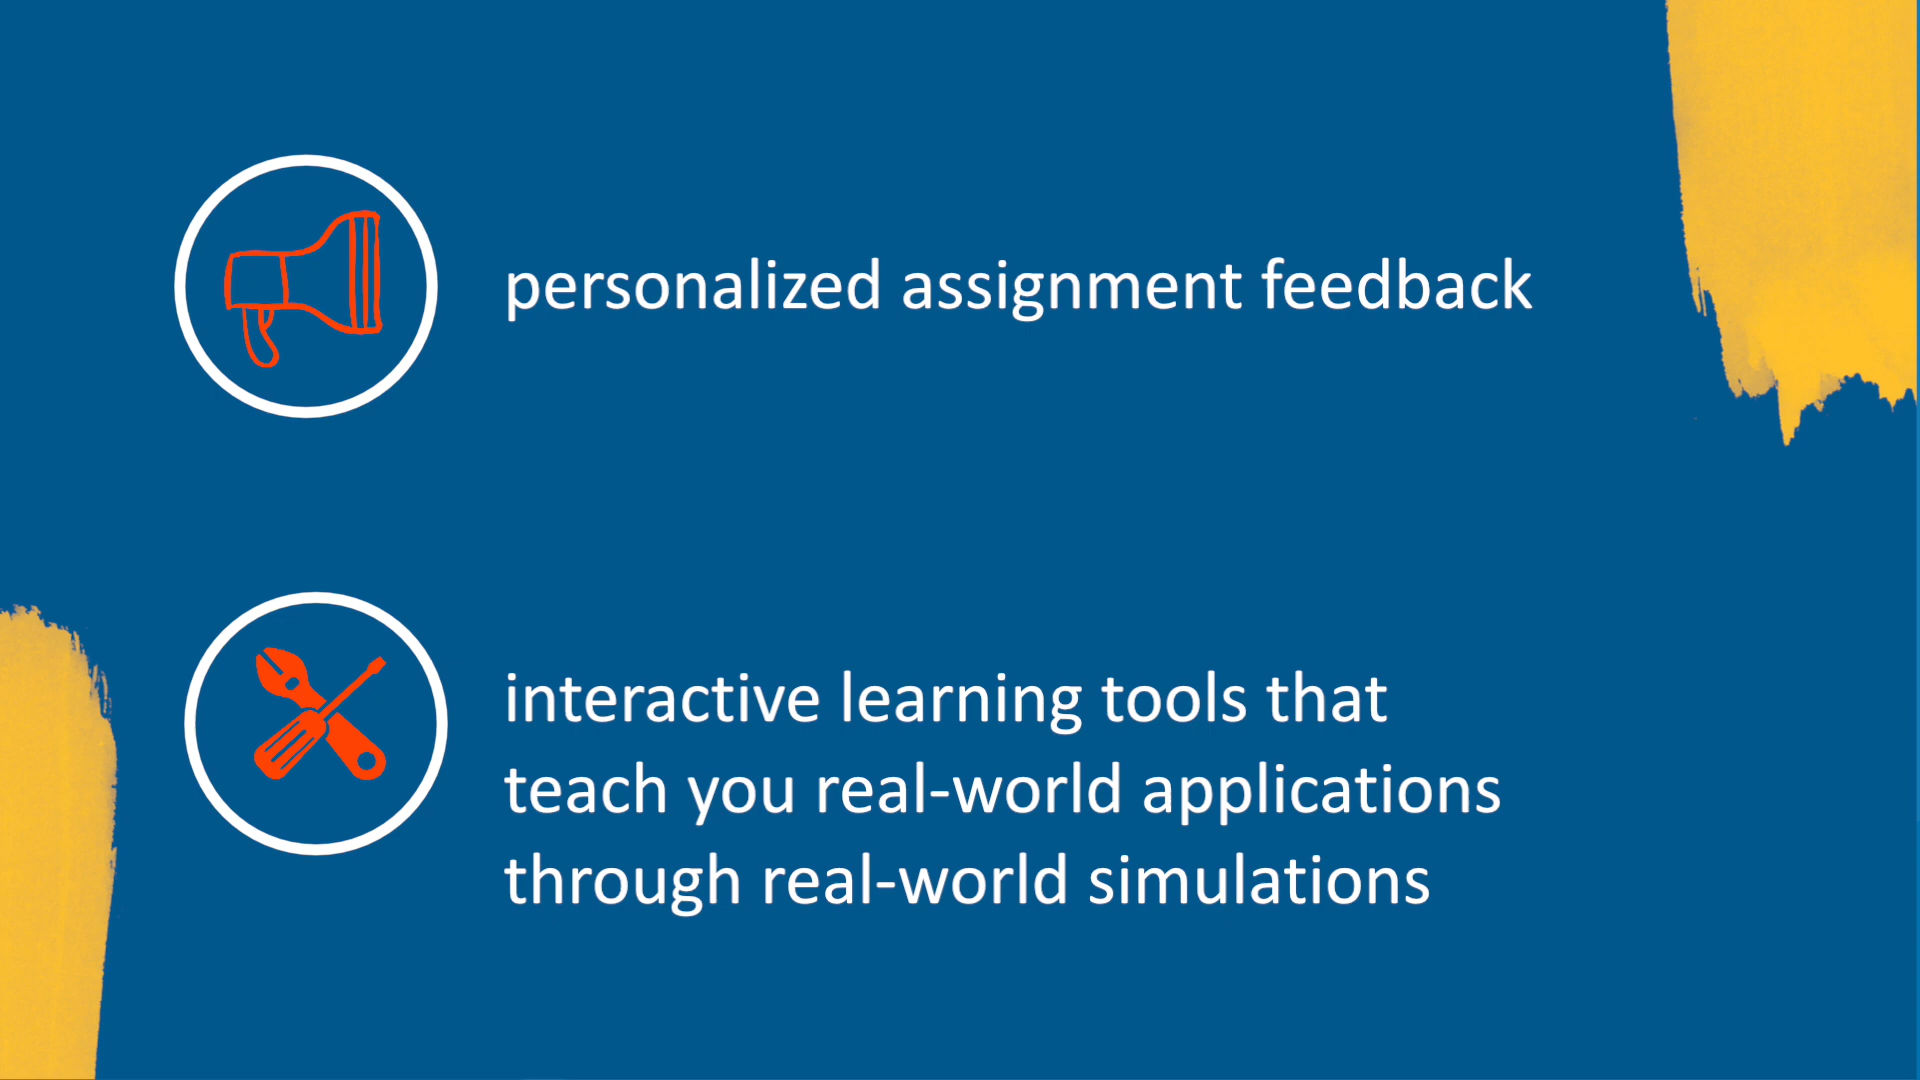 personalized assignment feedback
interactive learning tools that
teach you real-world applications
through real-world simulations